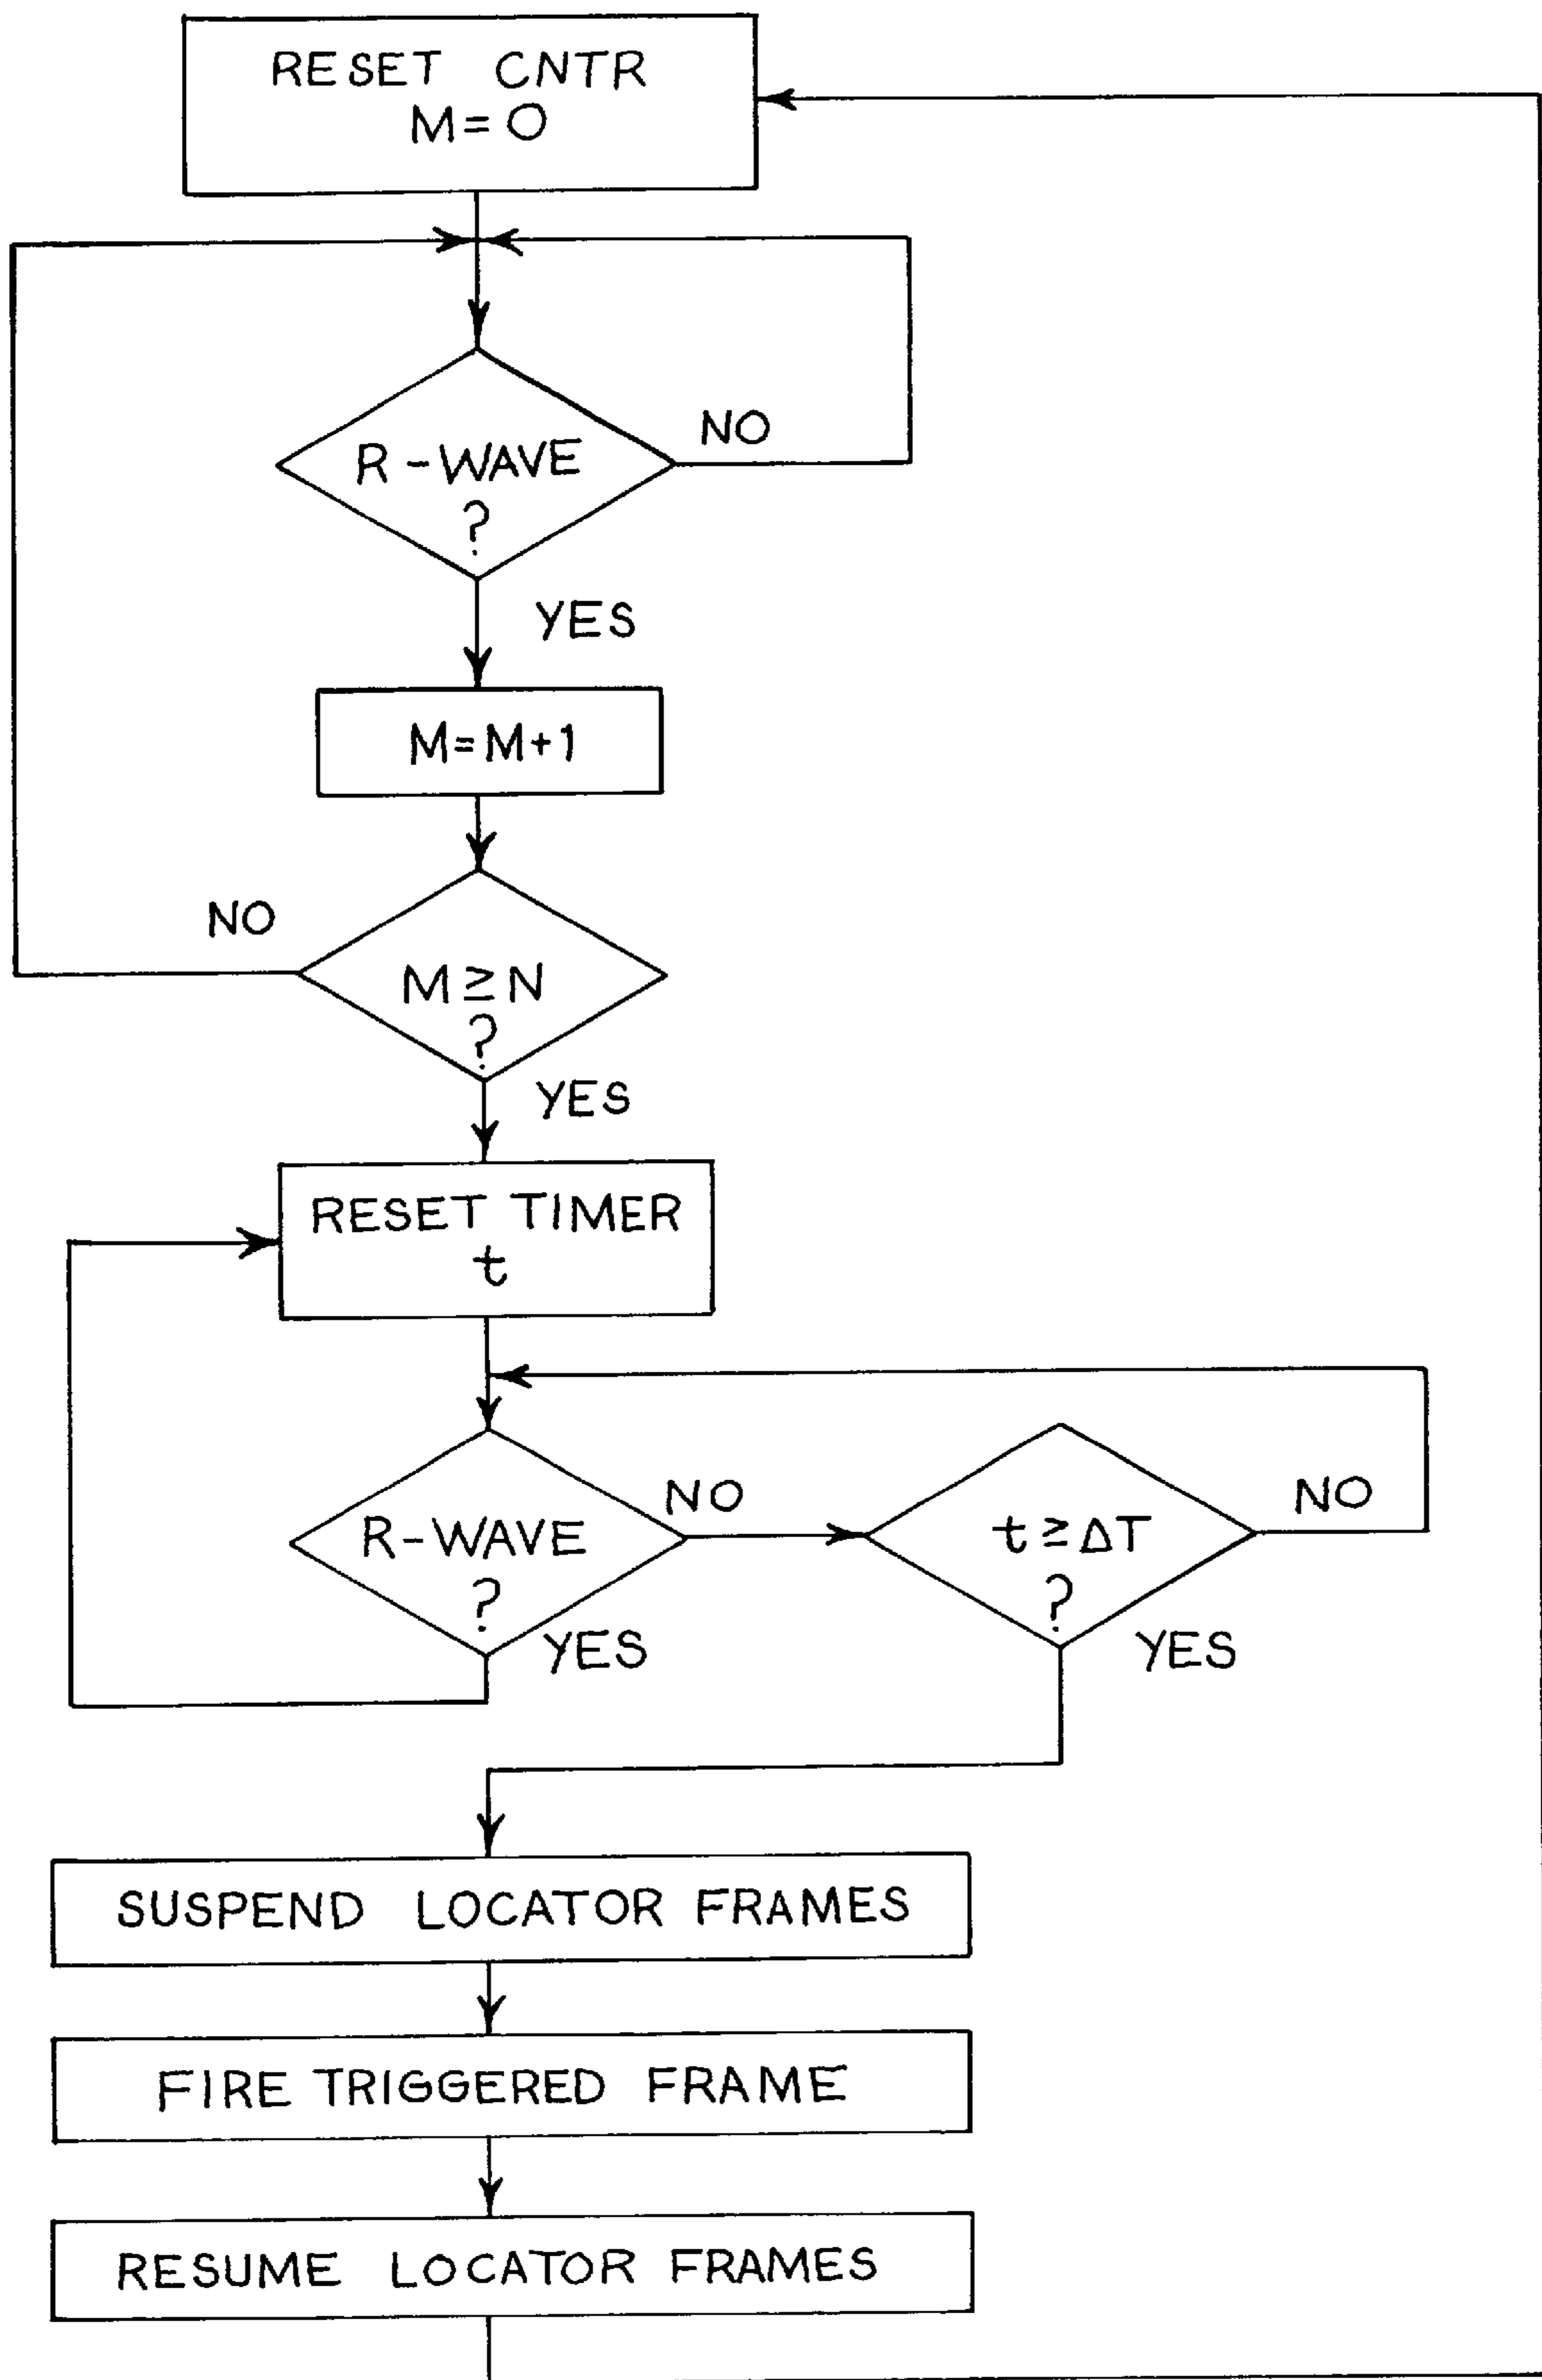 RESET CNTR
M=0
R-WAVE
?
NO
YES
M=M+1
NO
M≥N
?
YES
RESET TIMER
t
R-WAVE
?
NO
YES
t≥ΔT
?
NO
YES
SUSPEND LOCATOR FRAMES
FIRE TRIGGERED FRAME
RESUME LOCATOR FRAMES